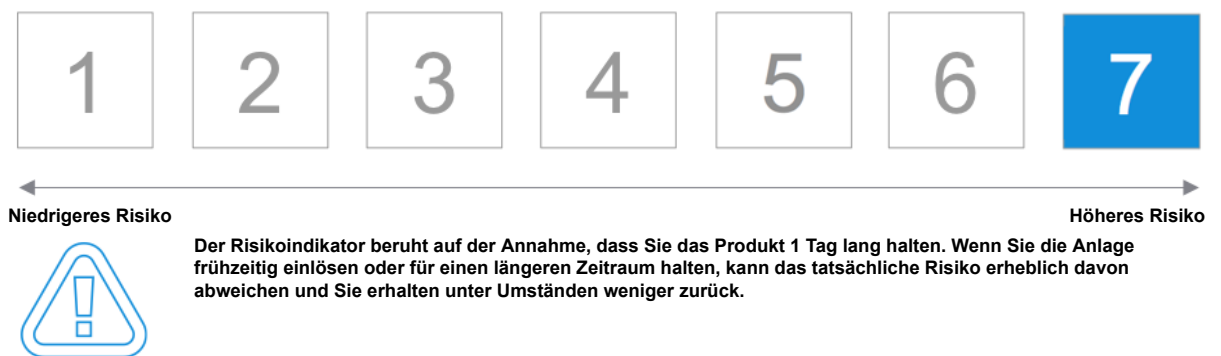 1 2 3 4 5 6 7
Niedrigeres Risiko Höheres Risiko
Der Risikoindikator beruht auf der Annahme, dass Sie das Produkt 1 Tag lang halten. Wenn Sie die Anlage
frühzeitig einlösen oder für einen längeren Zeitraum halten, kann das tatsächliche Risiko erheblich davon
abweichen und Sie erhalten unter Umständen weniger zurück.